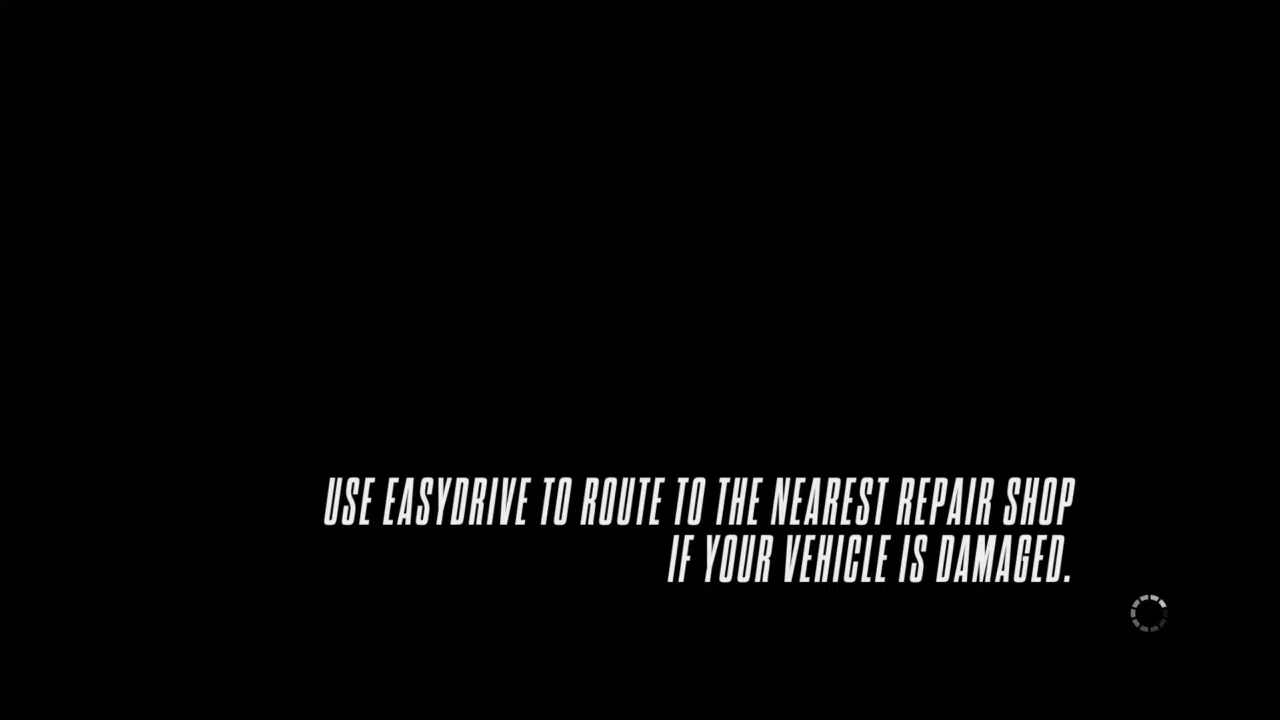 USE EASYDRIVE TO ROUTE TO THE NEAREST REPAIR SHOP
IF YOUR VEHICLE IS DAMAGED.